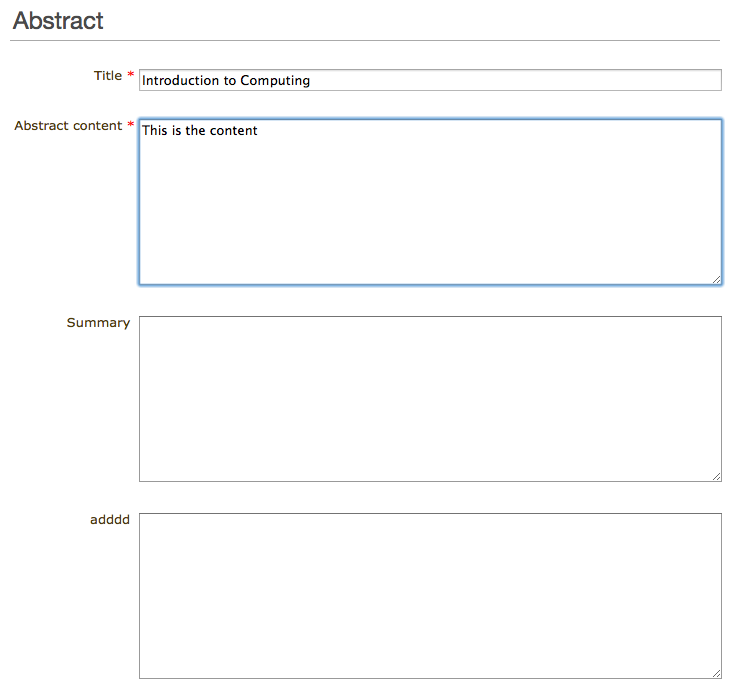 Abstract
Title * Introduction to Computing
Abstract content * This is the content
Summary
adddd